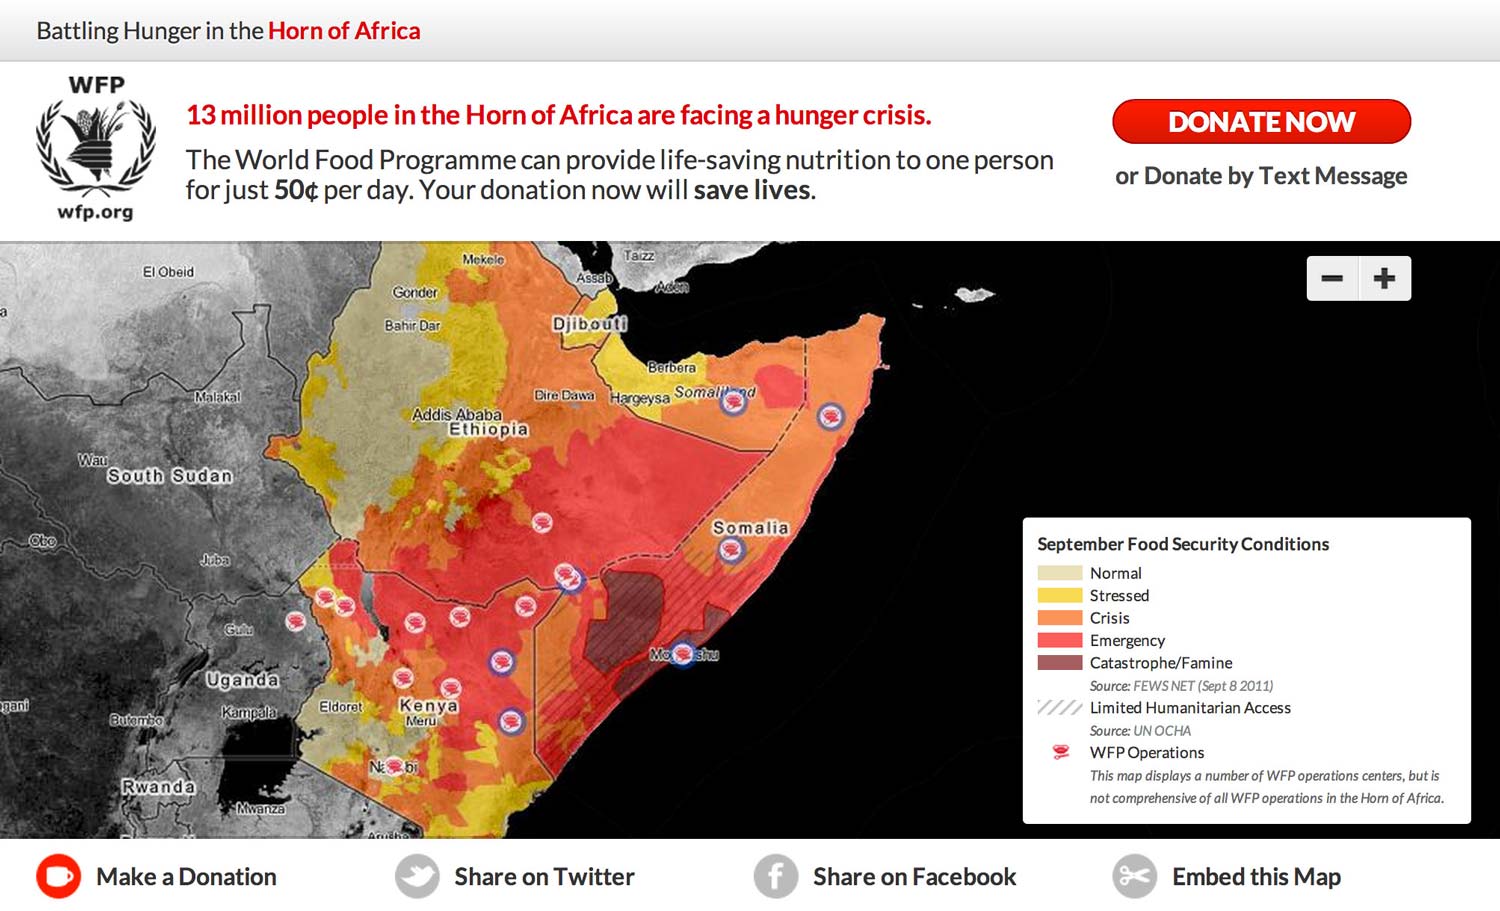 Battling Hunger in the Horn of Africa
WFP
wfp.org
13 million people in the Horn of Africa are facing a hunger crisis.
The World Food Programme can provide life-saving nutrition to one person
for just 50¢ per day. Your donation now will save lives.
DONATE NOW
or Donate by Text Message
Mekele
Taizz
El Obeid
Assab
Aden
Gonder
Bahir Dar
Djibouti
Berbera
Malakal
Dire Dawa
Hargeysa
Addis Ababa
Ethiopia
Wau
South Sudan
Somalia
Obo
Juba
Gulu
Uganda
Eldoret
Kenya
Meru
Kampala
Butembo
Rwanda
Mwanza
Arusha
− +
September Food Security Conditions
Normal
Stressed
Crisis
Emergency
Catastrophe/Famine
Source: FEWS NET (Sept 8 2011)
Limited Humanitarian Access
Source: UN OCHA
WFP Operations
This map displays a number of WFP operations centers, but is
not comprehensive of all WFP operations in the Horn of Africa.
Make a Donation
Share on Twitter
Share on Facebook
Embed this Map